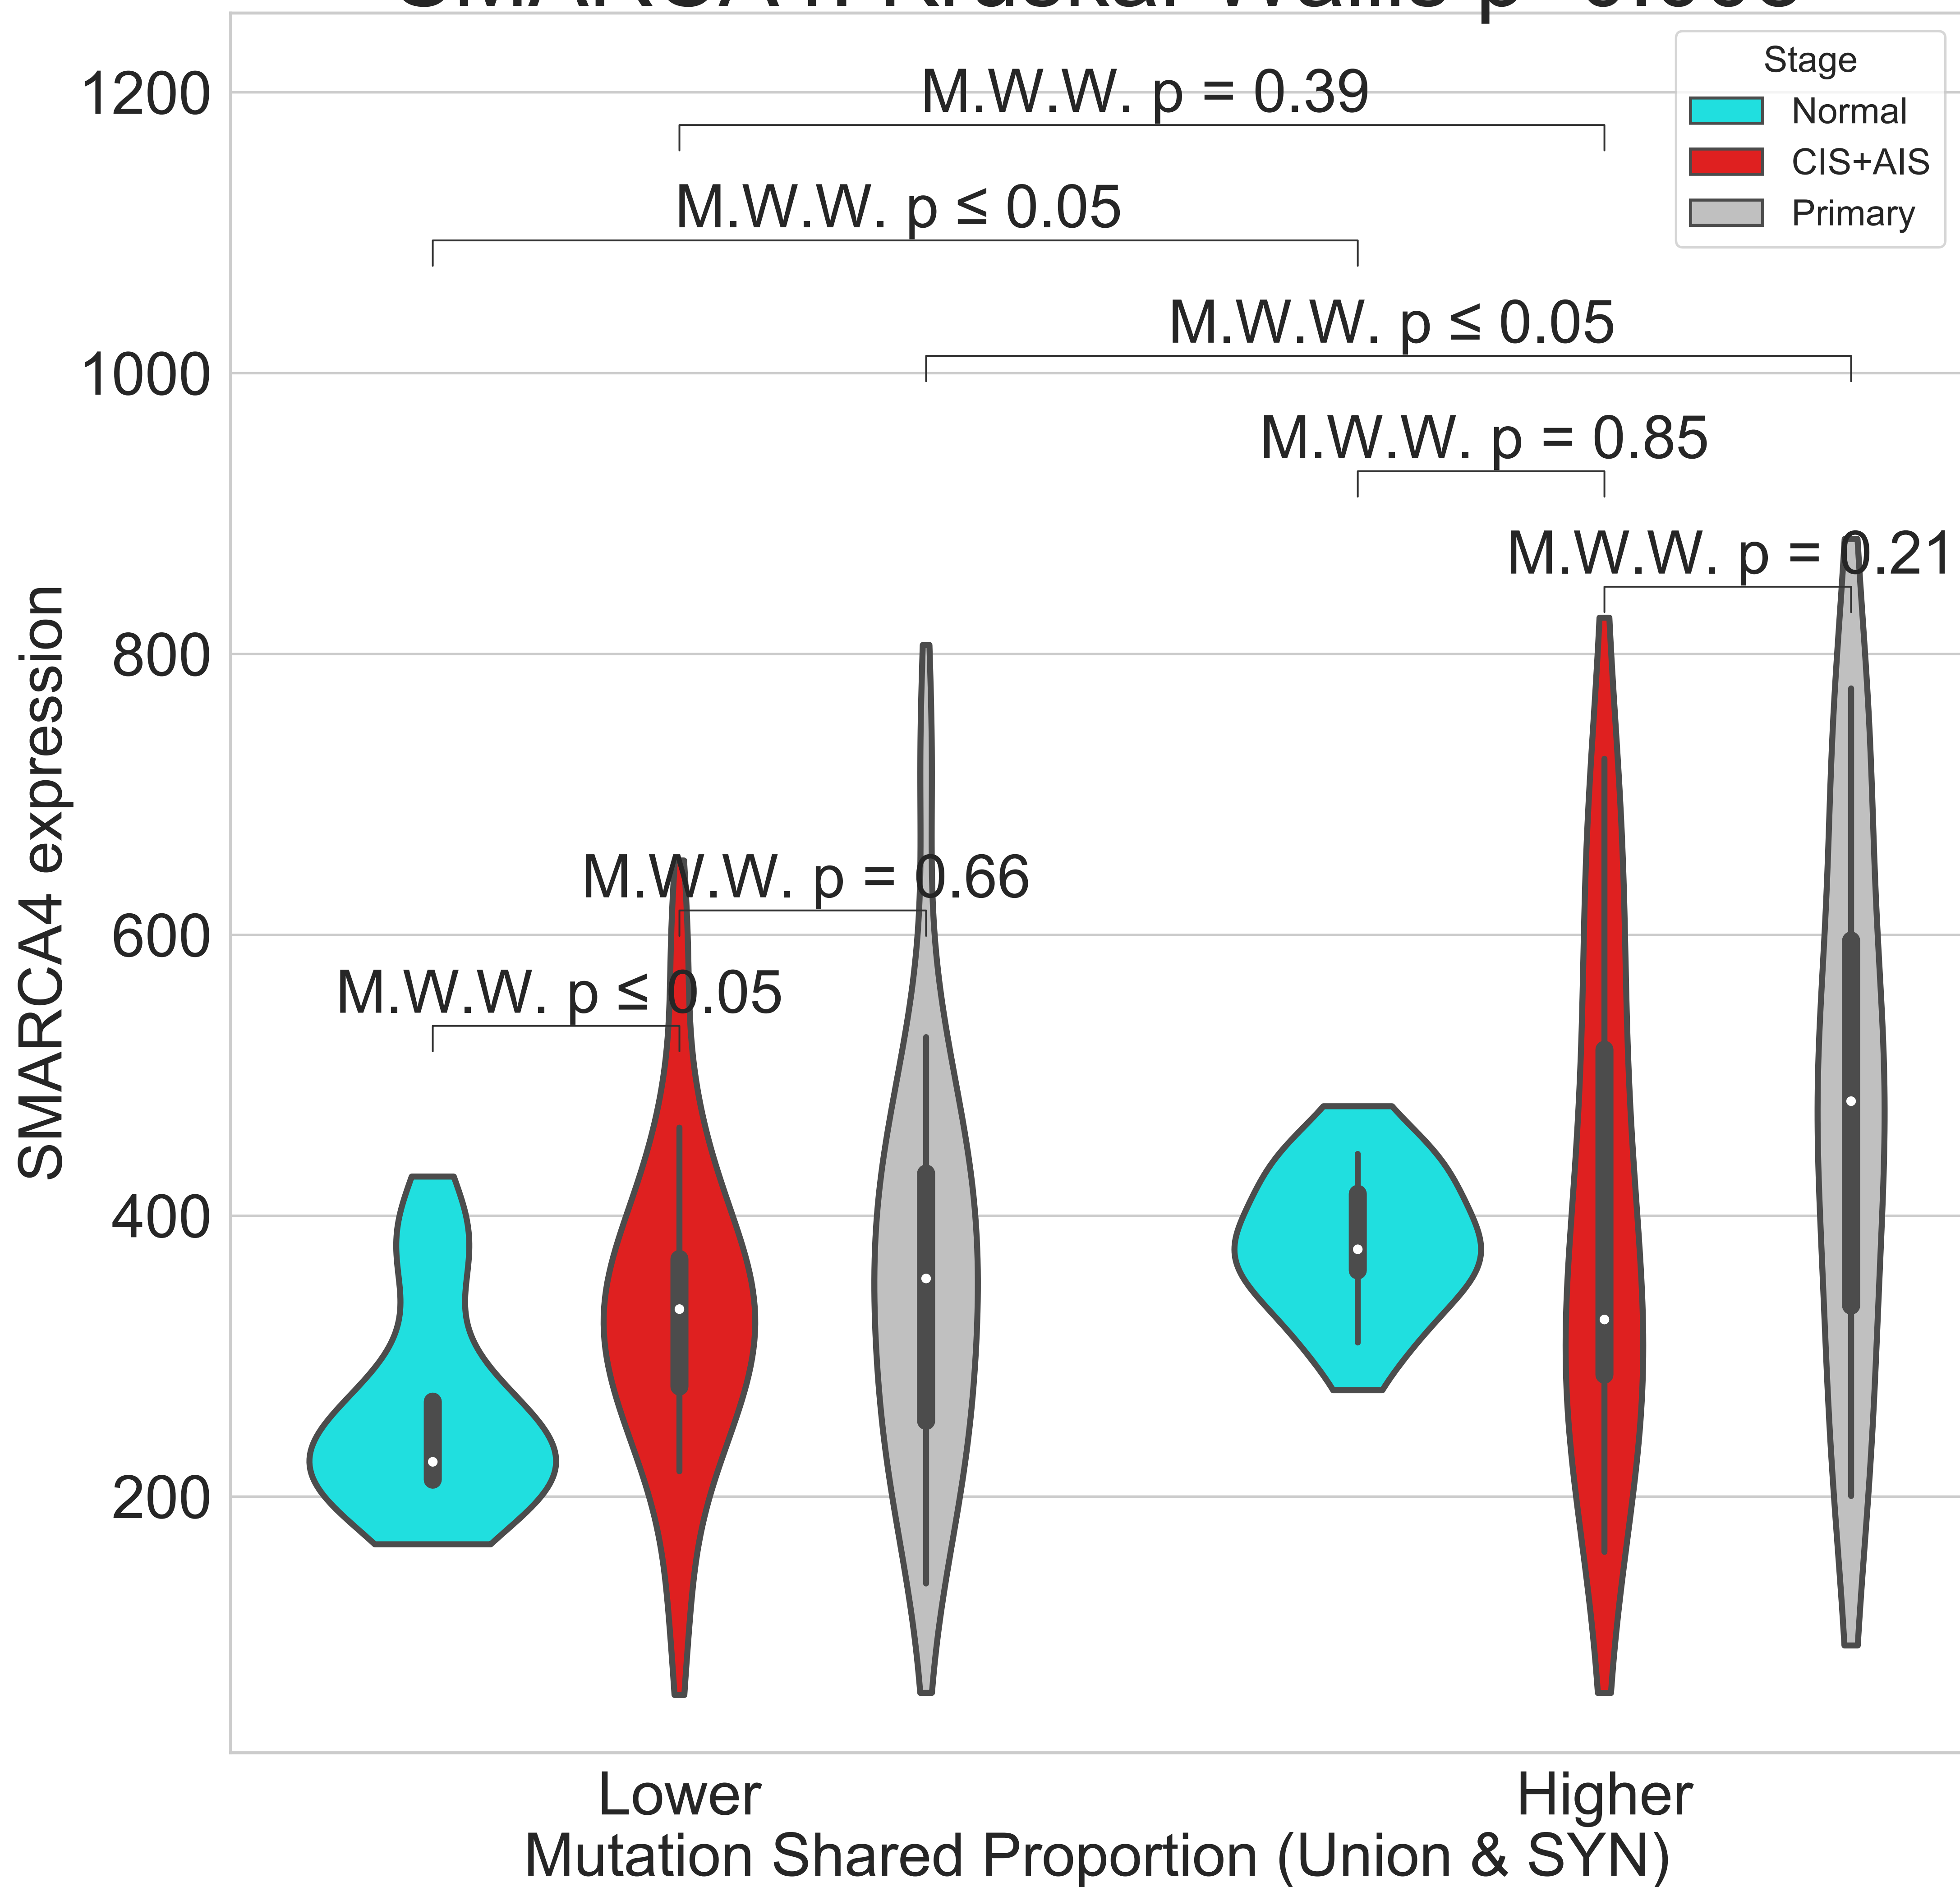 1200
1000
800
600
400
200
SMARCA4 expression
Stage
Normal
CIS+AIS
Primary
M.W.W. p = 0.39
M.W.W. p ≤ 0.05
M.W.W. p ≤ 0.05
M.W.W. p = 0.85
M.W.W. p = 0.21
M.W.W. p = 0.66
M.W.W. p ≤ 0.05
Lower
Higher
Mutation Shared Proportion (Union & SYN)